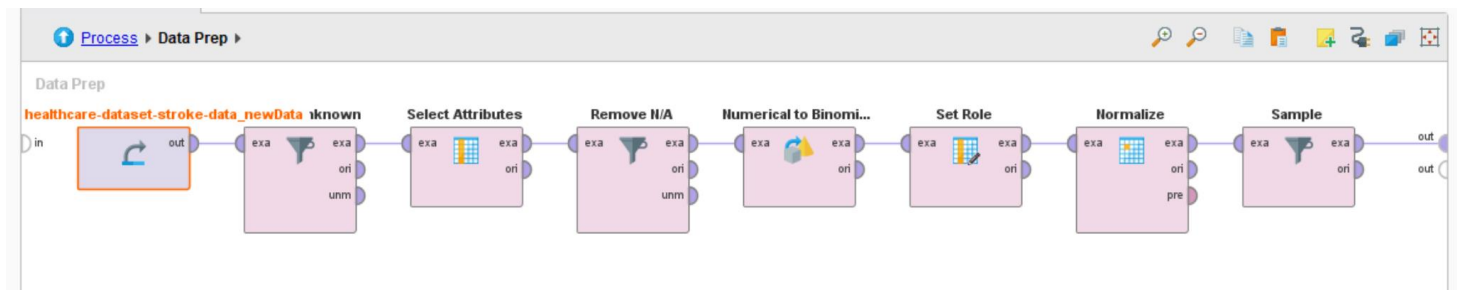 Process Data Prep
Data Prep
healthcare-dataset-stroke-data_newData Select Attributes Remove N/A Numerical to Binomi... Set Role Normalize Sample
in out exa exa exa exa exa exa exa exa exa exa exa exa exa exa out
ori ori ori ori ori ori ori out
unm unm pre